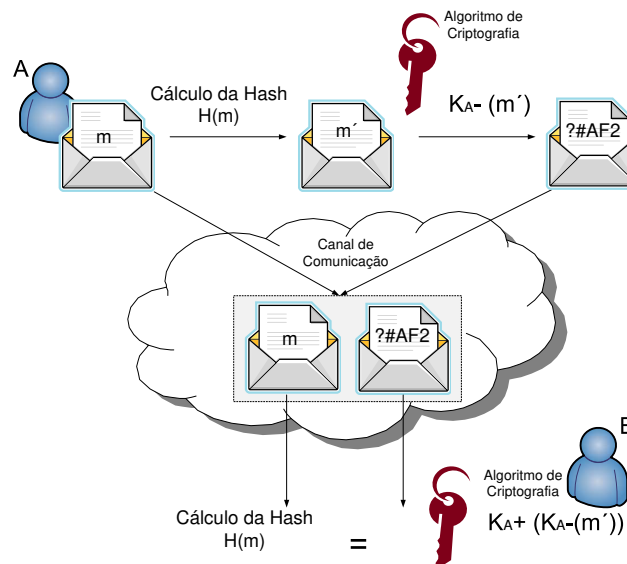 Algoritmo de
Criptografia
A
Cálculo da Hash
H(m)
KA- (m´)
m
m´
?#AF2
Canal de
Comunicação
m
?#AF2
B
Algoritmo de
Criptografia
Cálculo da Hash
H(m)
=
KA+ (KA-(m´))